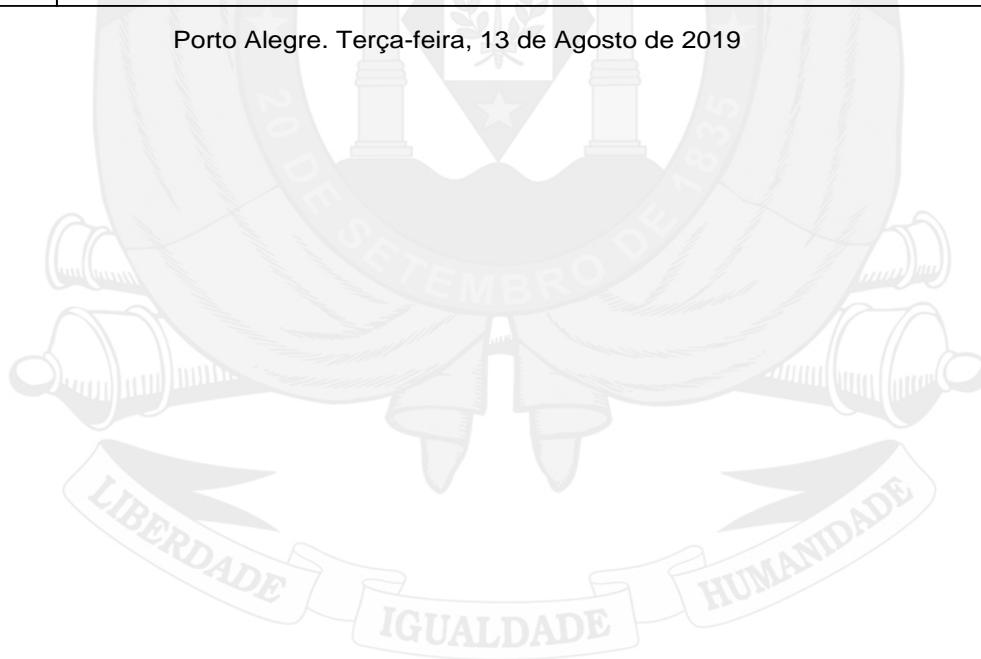 Porto Alegre. Terça-feira, 13 de Agosto de 2019
20 DE SETEMBRO DE 1835
LIBERDADE
IGUALDADE
HUMANIDADE